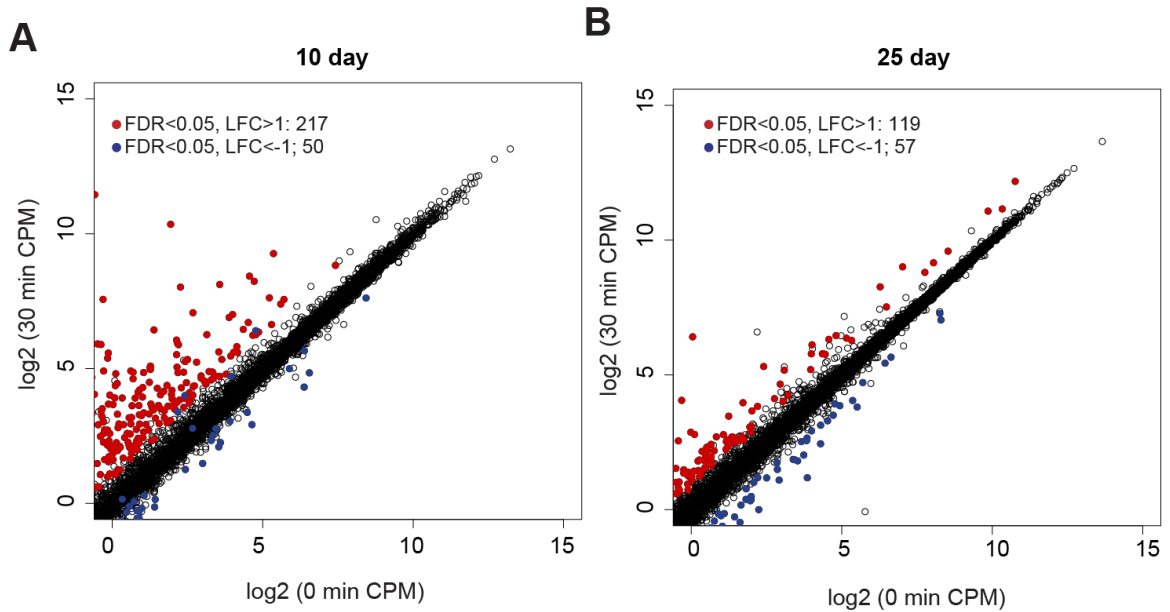 A
10 day
FDR<0.05, LFC>1: 217
FDR<0.05, LFC<-1; 50
15
10
5
0
log2 (30 min CPM)
0 5 10 15
log2 (0 min CPM)
B
25 day
FDR<0.05, LFC>1: 119
FDR<0.05, LFC<-1; 57
15
10
5
0
log2 (30 min CPM)
0 5 10 15
log2 (0 min CPM)